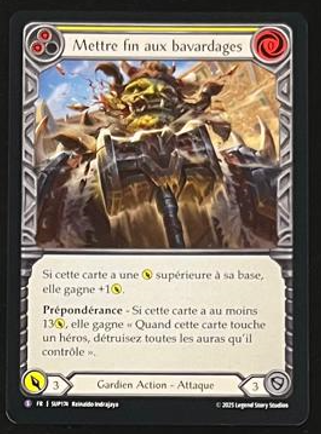 Mettre fin aux bavardages
Si cette carte a une supérieure à sa base,
elle gagne +1.
Prépondérance - Si cette carte a au moins
13, elle gagne « Quand cette carte touche
un héros, détruisez toutes les auras qu'il
contrôle ».
3 Gardien Action - Attaque 3
FR SUP174 Reinaldo Indrajaya © 2025 Legend Story Studios